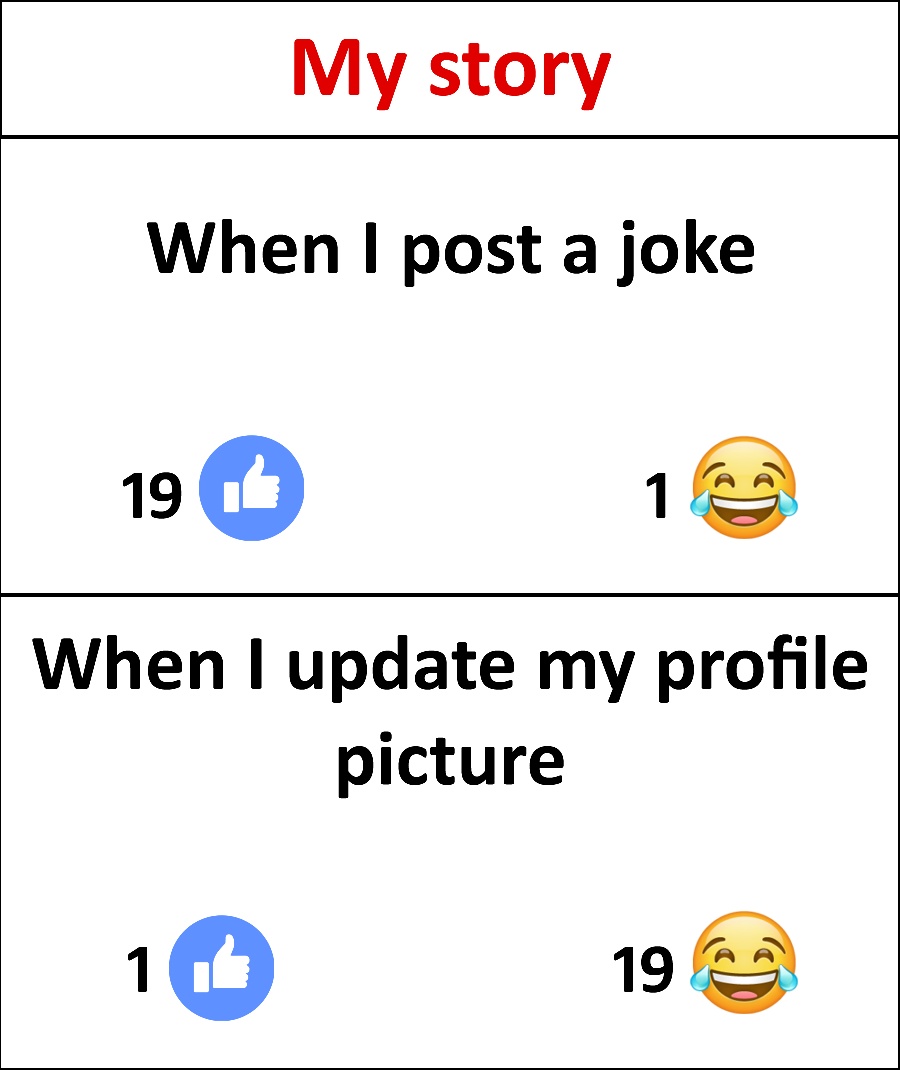 My story
When I post a joke
19 1
When I update my profile
picture
1 19